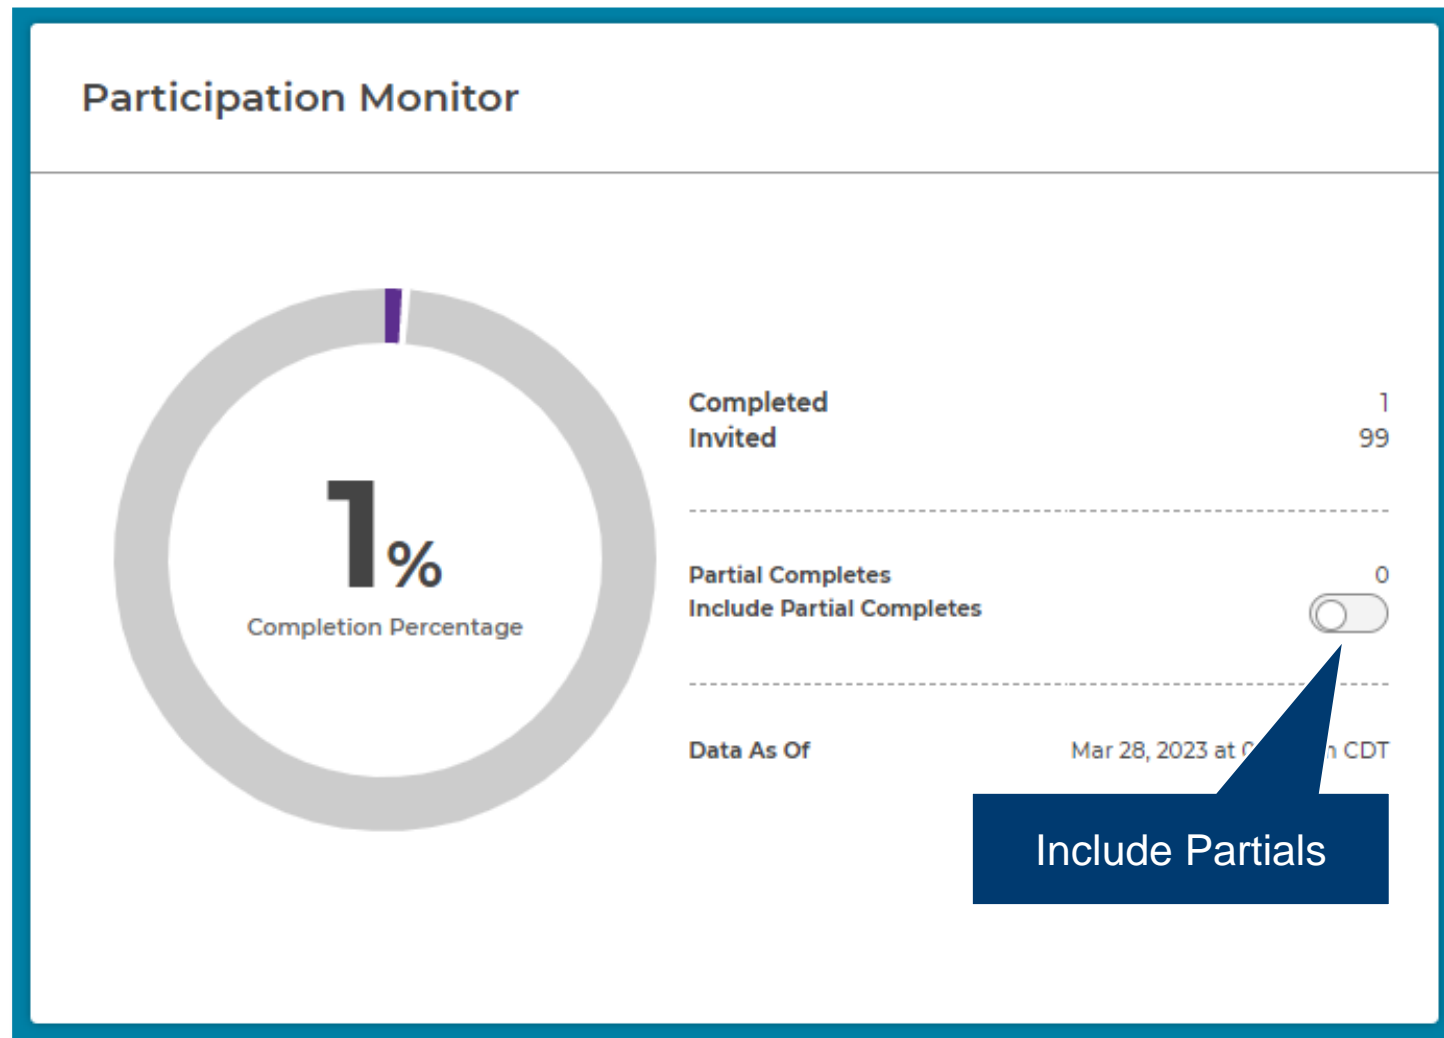 Participation Monitor
1%
Completion Percentage
Completed 1
Invited 99
Partial Completes 0
Include Partial Completes
Data As Of Mar 28, 2023 at CDT
Include Partials